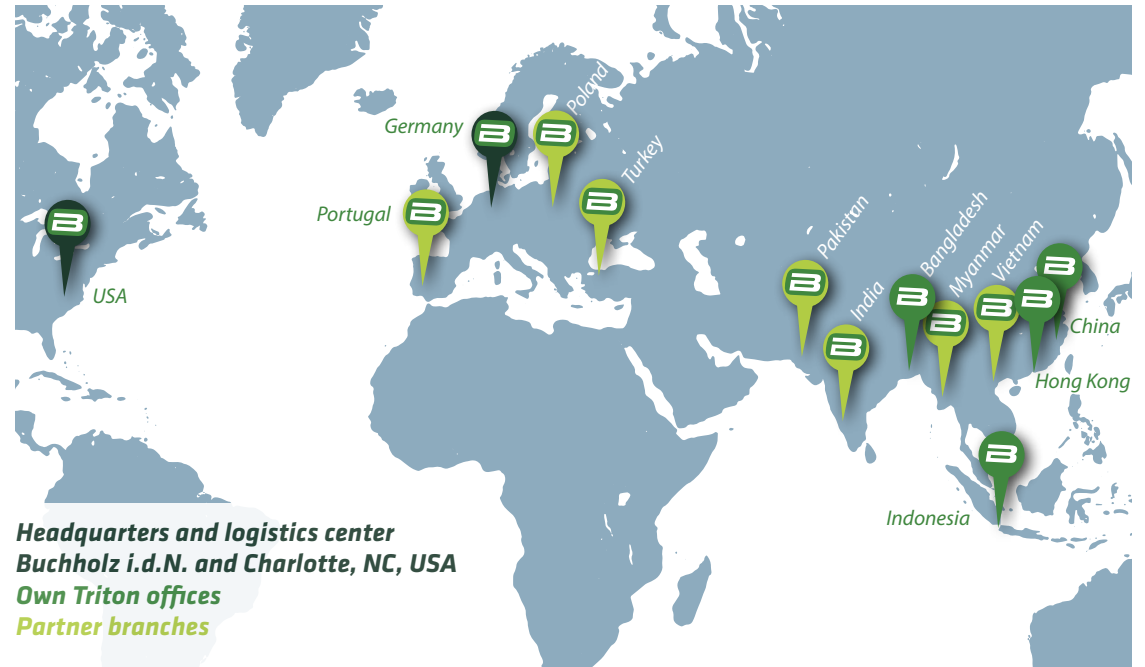 Poland
Germany
Turkey
Portugal
Pakistan
Bangladesh
Myanmar
Vietnam
India
USA
China
Hong Kong
Indonesia
Headquarters and logistics center
Buchholz i.d.N. and Charlotte, NC, USA
Own Triton offices
Partner branches